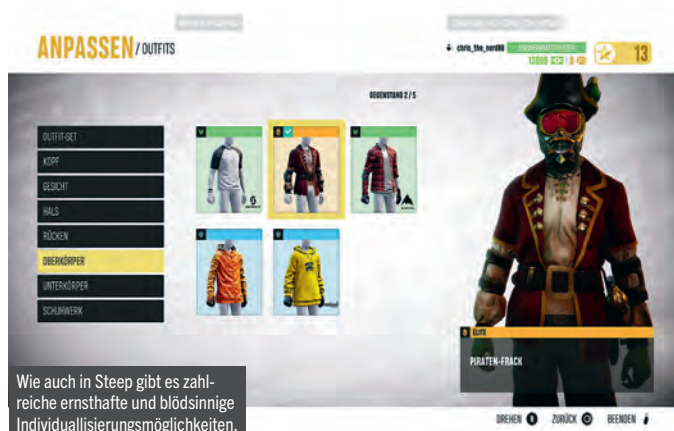 ANPASSEN / OUTFITS
chris_the_nerd80
13
GEGENSTAND 2 / 5
OUTFIT-SET
KOPF
GESICHT
HALS
RÜCKEN
OBERKÖRPER
UNTERKÖRPER
SCHUHWERK
ELITE
PIRATEN-FRACK
Wie auch in Steep gibt es zahl-
reiche ernsthafte und blödsinnige
Individuallisierungsmöglichkeiten.
DREHEN R ZURÜCK BEENDEN